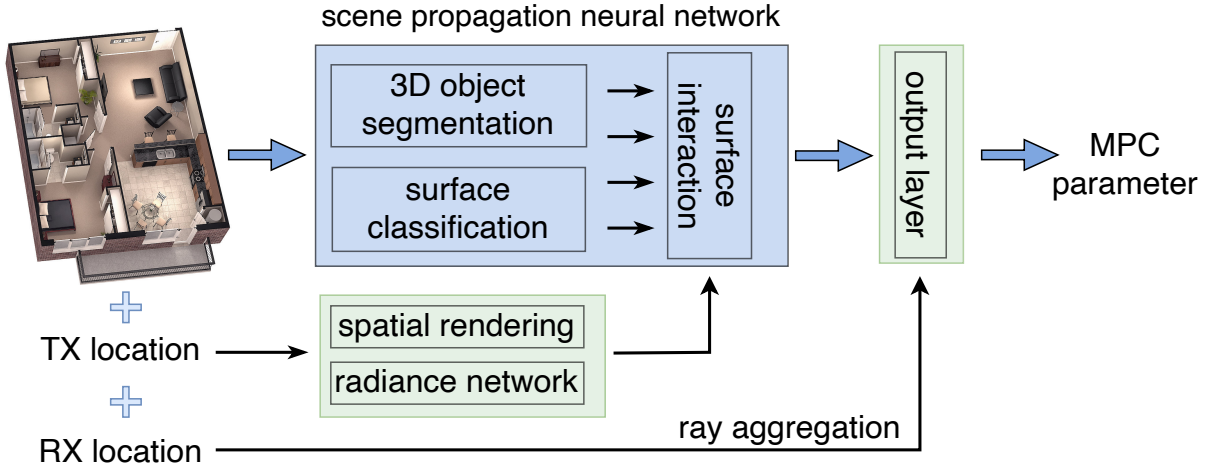 scene propagation neural network
3D object
segmentation
surface
classification
surface
interaction
output layer
MPC
parameter
TX location
spatial rendering
radiance network
RX location
ray aggregation